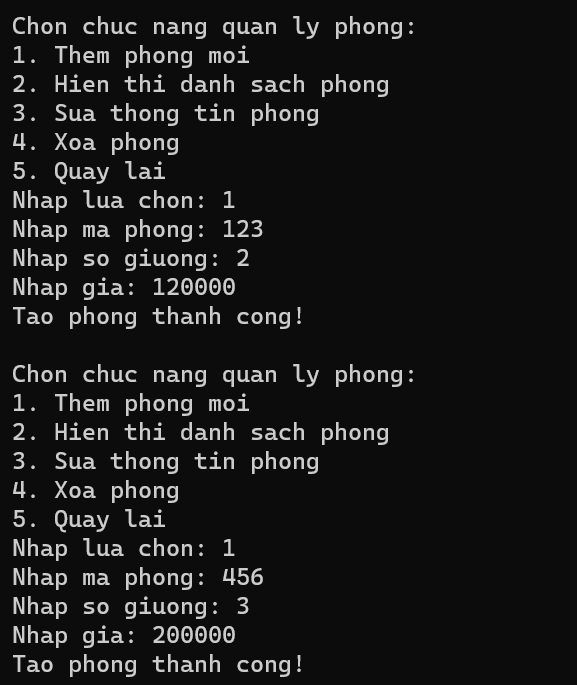 Chon chuc nang quan ly phong:
1. Them phong moi
2. Hien thi danh sach phong
3. Sua thong tin phong
4. Xoa phong
5. Quay lai
Nhap lua chon: 1
Nhap ma phong: 123
Nhap so giuong: 2
Nhap gia: 120000
Tao phong thanh cong!

Chon chuc nang quan ly phong:
1. Them phong moi
2. Hien thi danh sach phong
3. Sua thong tin phong
4. Xoa phong
5. Quay lai
Nhap lua chon: 1
Nhap ma phong: 456
Nhap so giuong: 3
Nhap gia: 200000
Tao phong thanh cong!